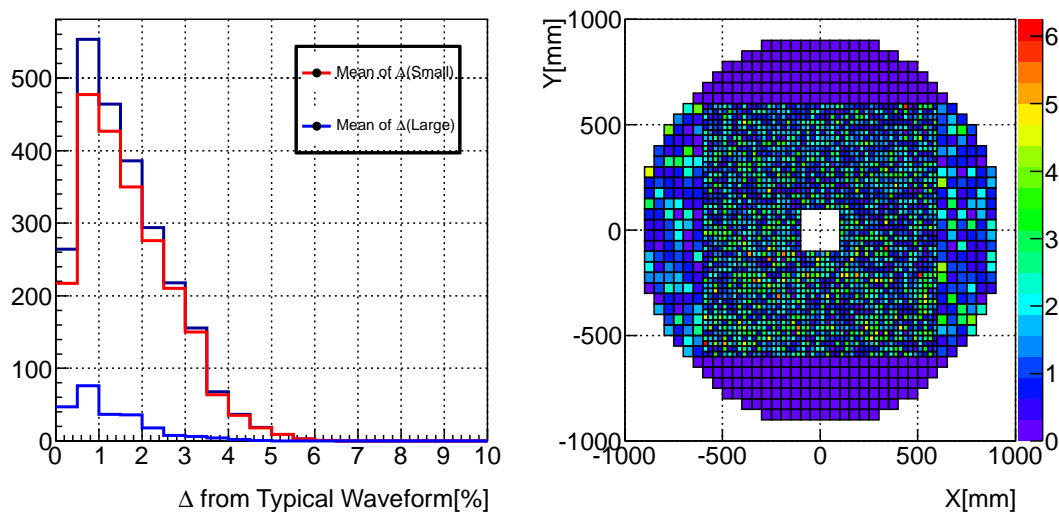 500
400
300
200
100
0
0 1 2 3 4 5 6 7 8 9 10
Δ from Typical Waveform[%]
Mean of Δ(Small)
Mean of Δ(Large)
Y[mm]
1000
500
0
-500
-1000
-1000 -500 0 500 1000
X[mm]
6
5
4
3
2
1
0